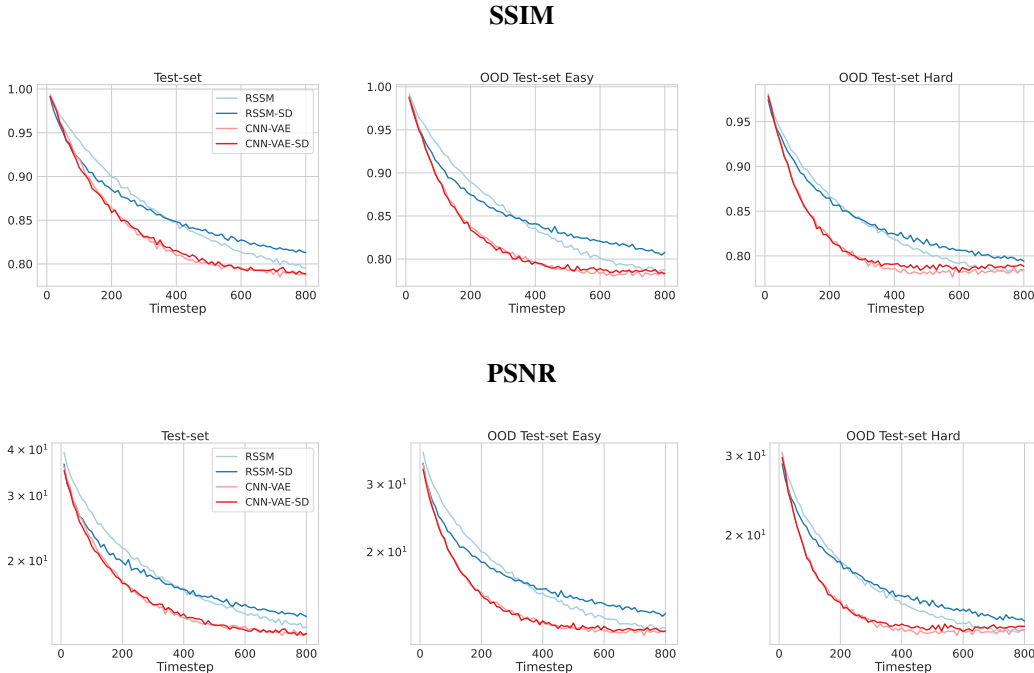 SSIM
Test-set
OOD Test-set Easy
OOD Test-set Hard
1.00
0.95
0.90
0.85
0.80
RSSM
RSSM-SD
CNN-VAE
CNN-VAE-SD
0 200 400 600 800
Timestep
0.95
0.90
0.85
0.80
0 200 400 600 800
Timestep
0.95
0.90
0.85
0.80
0 200 400 600 800
Timestep
PSNR
Test-set
OOD Test-set Easy
OOD Test-set Hard
4 × 10¹
3 × 10¹
2 × 10¹
RSSM
RSSM-SD
CNN-VAE
CNN-VAE-SD
0 200 400 600 800
Timestep
3 × 10¹
2 × 10¹
0 200 400 600 800
Timestep
3 × 10¹
2 × 10¹
0 200 400 600 800
Timestep